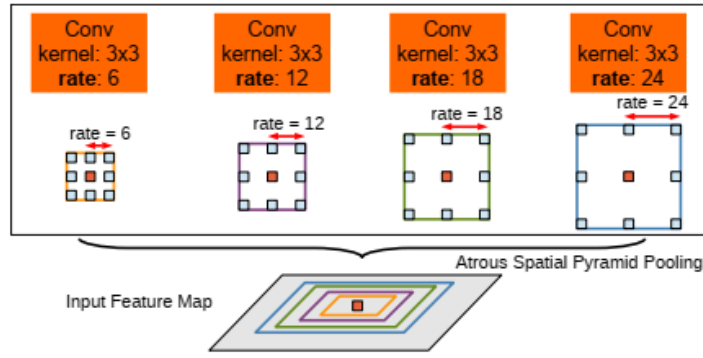 Conv
kernel: 3x3
rate: 6
Conv
kernel: 3x3
rate: 12
Conv
kernel: 3x3
rate: 18
Conv
kernel: 3x3
rate: 24
rate = 6
rate = 12
rate = 18
rate = 24
Atrous Spatial Pyramid Pooling
Input Feature Map